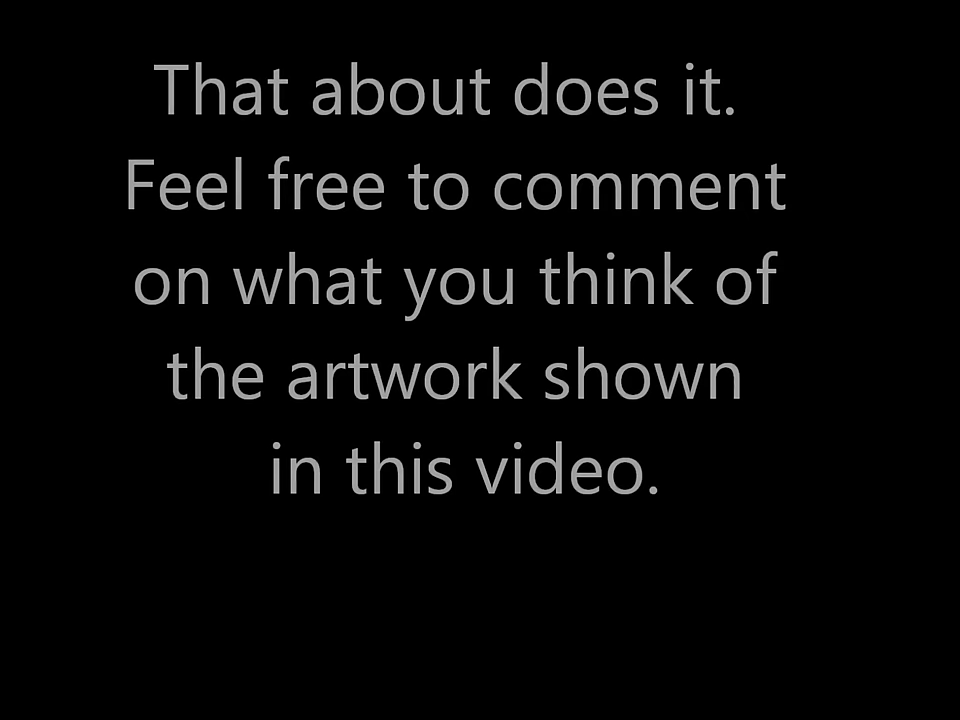 That about does it.
Feel free to comment
on what you think of
the artwork shown
in this video.